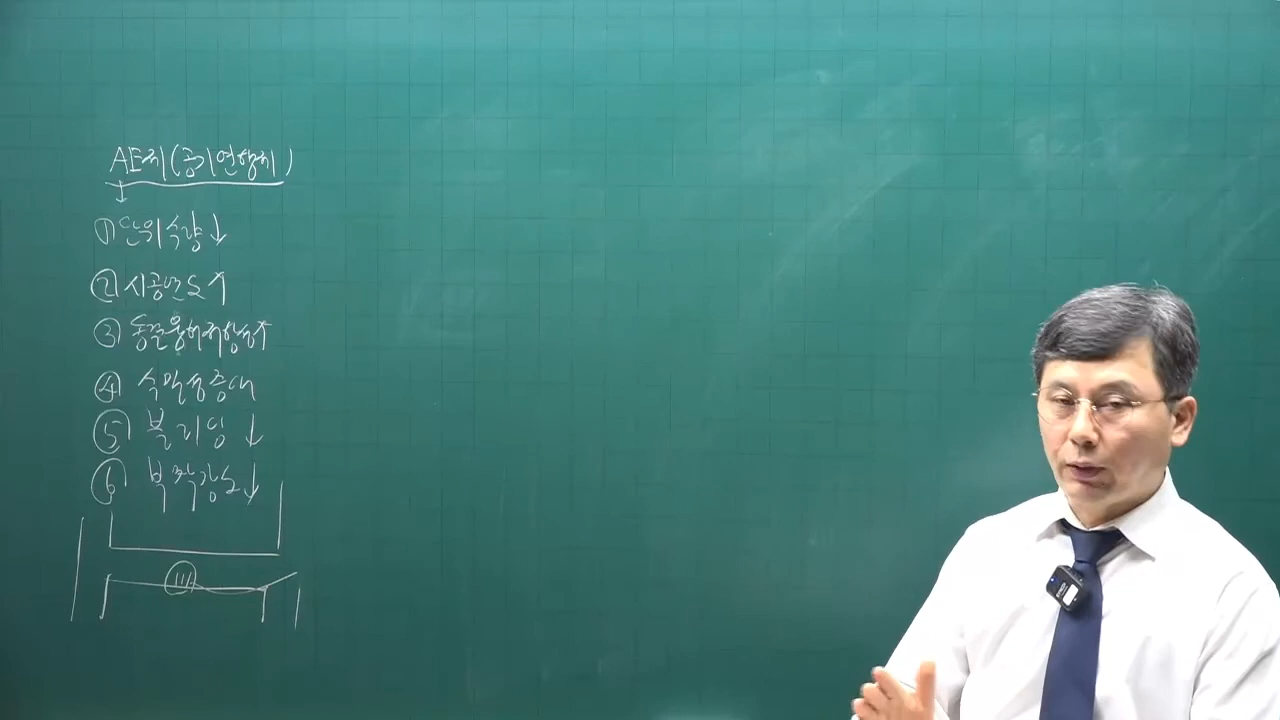 AE제(공기연행제)
① 단위수량↓
② 시공연도↑
③ 동결융해저항성↑
④ 수밀성증대
⑤ 블리딩↓
⑥ 부착강도↓